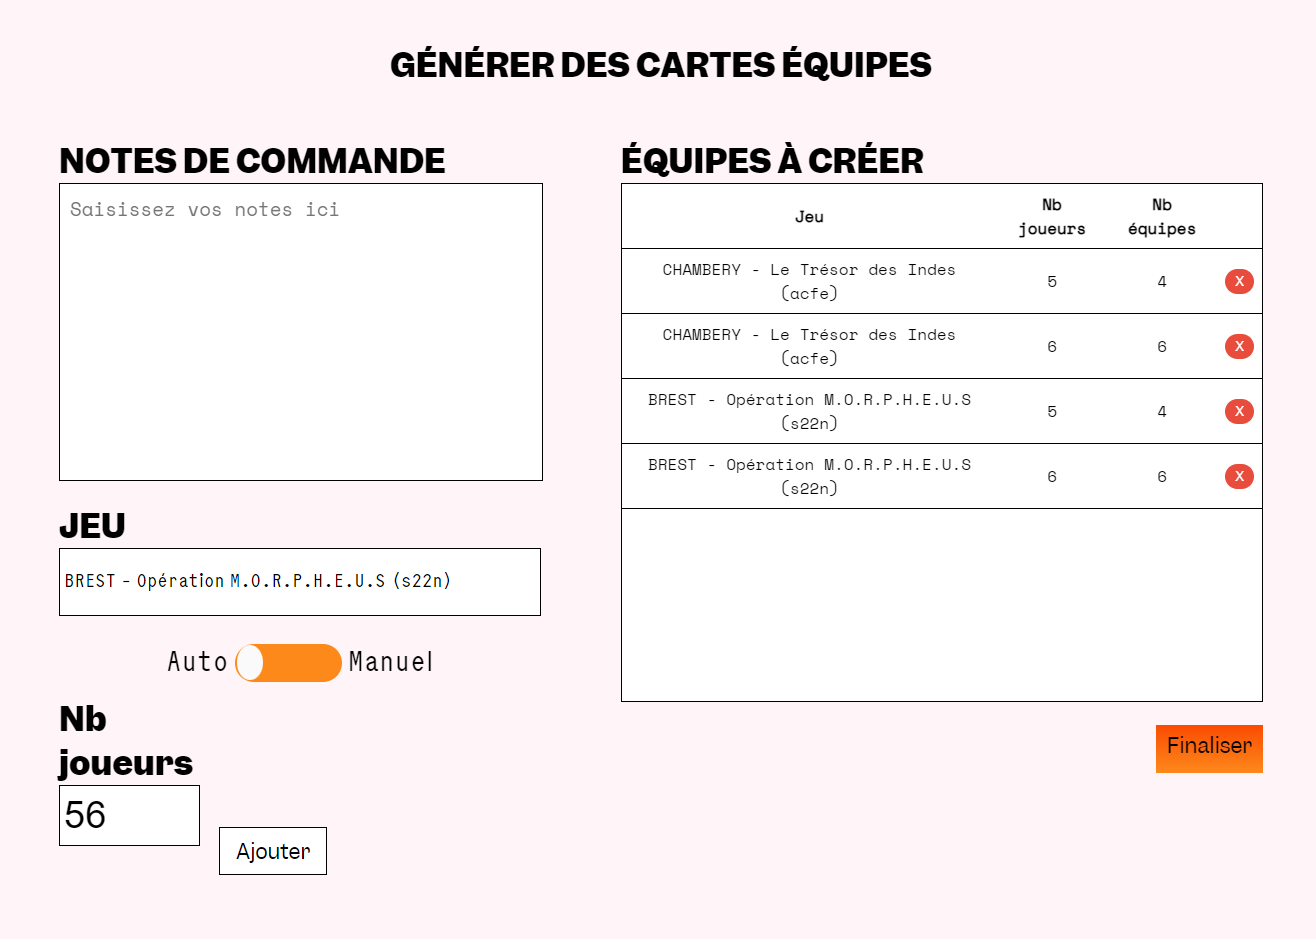 GÉNÉRER DES CARTES ÉQUIPES
NOTES DE COMMANDE
Saisissez vos notes ici
JEU
BREST - Opération M.O.R.P.H.E.U.S (s22n)
Auto Manuel
Nb
joueurs
56
Ajouter
ÉQUIPES À CRÉER
Jeu Nb joueurs Nb équipes
CHAMBERY - Le Trésor des Indes
(acfe) 5 4 X
CHAMBERY - Le Trésor des Indes
(acfe) 6 6 X
BREST - Opération M.O.R.P.H.E.U.S
(s22n) 5 4 X
BREST - Opération M.O.R.P.H.E.U.S
(s22n) 6 6 X
Finaliser